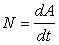 N = dA/dt